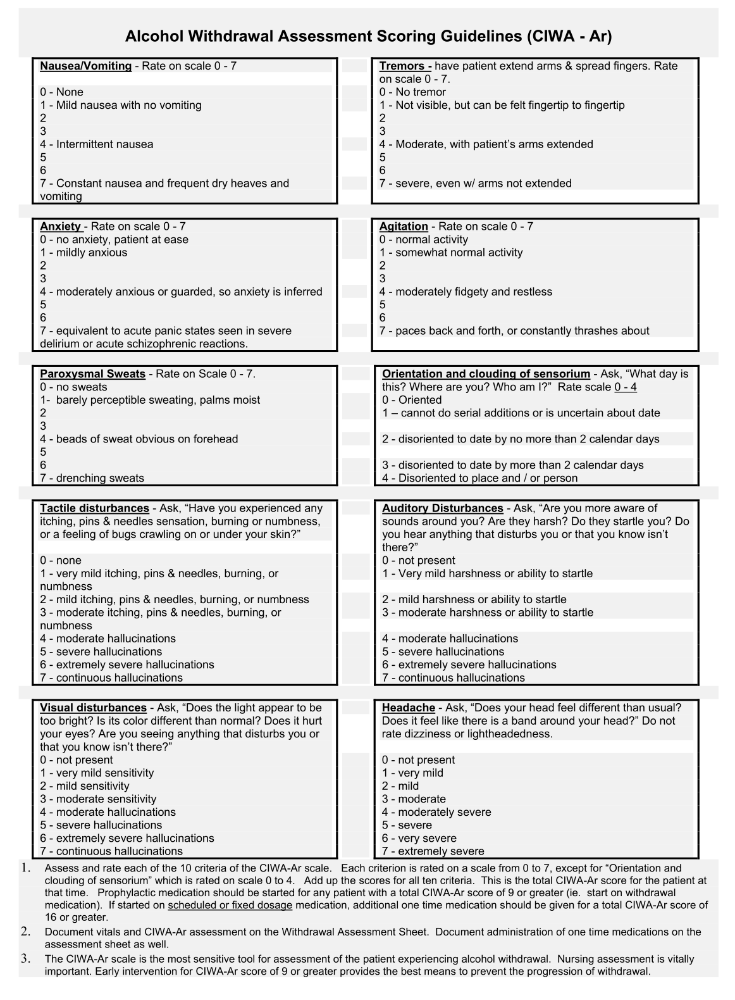 Alcohol Withdrawal Assessment Scoring Guidelines (CIWA - Ar)
Nausea/Vomiting - Rate on scale 0 - 7
0 - None
1 - Mild nausea with no vomiting
2
3
4 - Intermittent nausea
5
6
7 - Constant nausea and frequent dry heaves and
vomiting
Tremors - have patient extend arms & spread fingers. Rate
on scale 0 - 7.
0 - No tremor
1 - Not visible, but can be felt fingertip to fingertip
2
3
4 - Moderate, with patient’s arms extended
5
6
7 - severe, even w/ arms not extended
Anxiety - Rate on scale 0 - 7
0 - no anxiety, patient at ease
1 - mildly anxious
2
3
4 - moderately anxious or guarded, so anxiety is inferred
5
6
7 - equivalent to acute panic states seen in severe
delirium or acute schizophrenic reactions.
Agitation - Rate on scale 0 - 7
0 - normal activity
1 - somewhat normal activity
2
3
4 - moderately fidgety and restless
5
6
7 - paces back and forth, or constantly thrashes about
Paroxysmal Sweats - Rate on Scale 0 - 7.
0 - no sweats
1- barely perceptible sweating, palms moist
2
3
4 - beads of sweat obvious on forehead
5
6
7 - drenching sweats
Orientation and clouding of sensorium - Ask, “What day is
this? Where are you? Who am I?” Rate scale 0 - 4
0 - Oriented
1 – cannot do serial additions or is uncertain about date
2 - disoriented to date by no more than 2 calendar days
3 - disoriented to date by more than 2 calendar days
4 - Disoriented to place and / or person
Tactile disturbances - Ask, “Have you experienced any
itching, pins & needles sensation, burning or numbness,
or a feeling of bugs crawling on or under your skin?”
0 - none
1 - very mild itching, pins & needles, burning, or
numbness
2 - mild itching, pins & needles, burning, or numbness
3 - moderate itching, pins & needles, burning, or
numbness
4 - moderate hallucinations
5 - severe hallucinations
6 - extremely severe hallucinations
7 - continuous hallucinations
Auditory Disturbances - Ask, “Are you more aware of
sounds around you? Are they harsh? Do they startle you? Do
you hear anything that disturbs you or that you know isn’t
there?”
0 - not present
1 - Very mild harshness or ability to startle
2 - mild harshness or ability to startle
3 - moderate harshness or ability to startle
4 - moderate hallucinations
5 - severe hallucinations
6 - extremely severe hallucinations
7 - continuous hallucinations
Visual disturbances - Ask, “Does the light appear to be
too bright? Is its color different than normal? Does it hurt
your eyes? Are you seeing anything that disturbs you or
that you know isn’t there?”
0 - not present
1 - very mild sensitivity
2 - mild sensitivity
3 - moderate sensitivity
4 - moderate hallucinations
5 - severe hallucinations
6 - extremely severe hallucinations
7 - continuous hallucinations
Headache - Ask, “Does your head feel different than usual?
Does it feel like there is a band around your head?” Do not
rate dizziness or lightheadedness.
0 - not present
1 - very mild
2 - mild
3 - moderate
4 - moderately severe
5 - severe
6 - very severe
7 - extremely severe
1. Assess and rate each of the 10 criteria of the CIWA-Ar scale. Each criterion is rated on a scale from 0 to 7, except for “Orientation and
clouding of sensorium” which is rated on scale 0 to 4. Add up the scores for all ten criteria. This is the total CIWA-Ar score for the patient at
that time. Prophylactic medication should be started for any patient with a total CIWA-Ar score of 9 or greater (ie. start on withdrawal
medication). If started on scheduled or fixed dosage medication, additional one time medication should be given for a total CIWA-Ar score of
16 or greater.
2. Document vitals and CIWA-Ar assessment on the Withdrawal Assessment Sheet. Document administration of one time medications on the
assessment sheet as well.
3. The CIWA-Ar scale is the most sensitive tool for assessment of the patient experiencing alcohol withdrawal. Nursing assessment is vitally
important. Early intervention for CIWA-Ar score of 9 or greater provides the best means to prevent the progression of withdrawal.